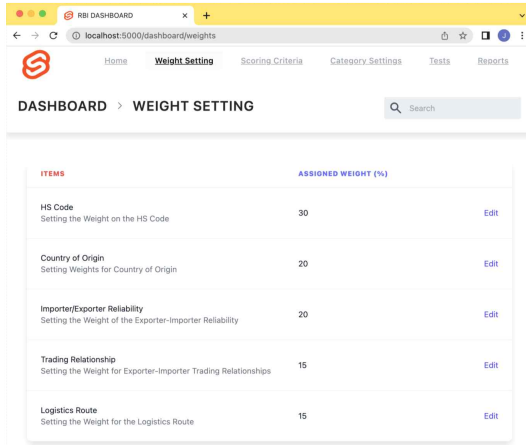 RBI DASHBOARD
localhost:5000/dashboard/weights
J
Home Weight Setting Scoring Criteria Category Settings Tests Reports
DASHBOARD > WEIGHT SETTING
Search
ITEMS ASSIGNED WEIGHT (%)
HS Code
Setting the Weight on the HS Code
30 Edit
Country of Origin
Setting Weights for Country of Origin
20 Edit
Importer/Exporter Reliability
Setting the Weight of the Exporter-Importer Reliability
20 Edit
Trading Relationship
Setting the Weight for Exporter-Importer Trading Relationships
15 Edit
Logistics Route
Setting the Weight for the Logistics Route
15 Edit